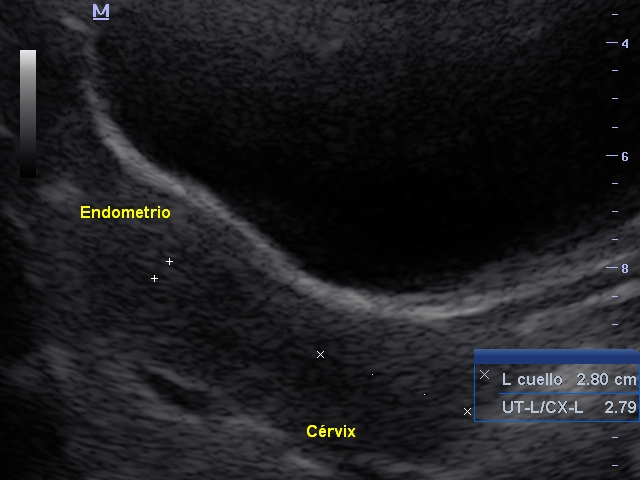 M
4
6
Endometrio
8
L cuello 2.80 cm
UT-L/CX-L 2.79
Cérvix